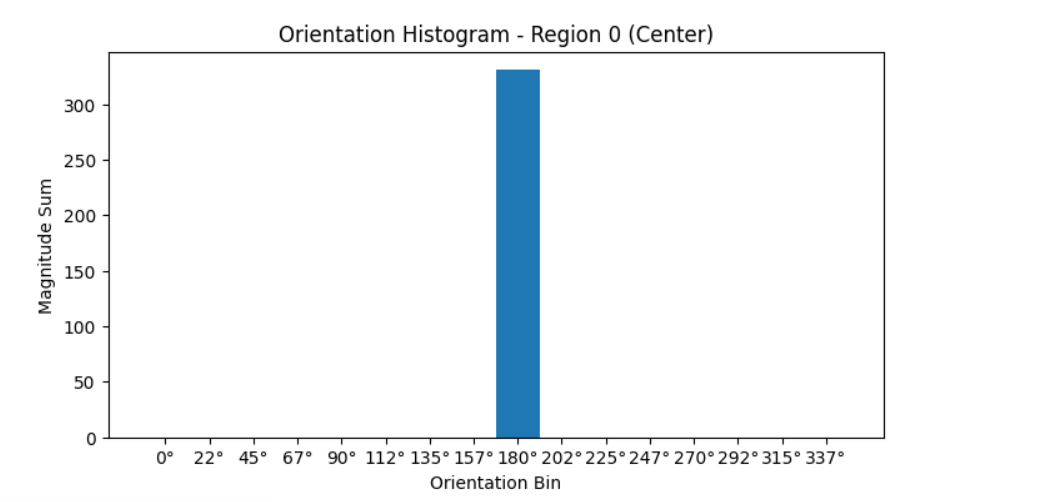 Orientation Histogram - Region 0 (Center)
Magnitude Sum
300
250
200
150
100
50
0
0° 22° 45° 67° 90° 112° 135° 157° 180° 202° 225° 247° 270° 292° 315° 337°
Orientation Bin